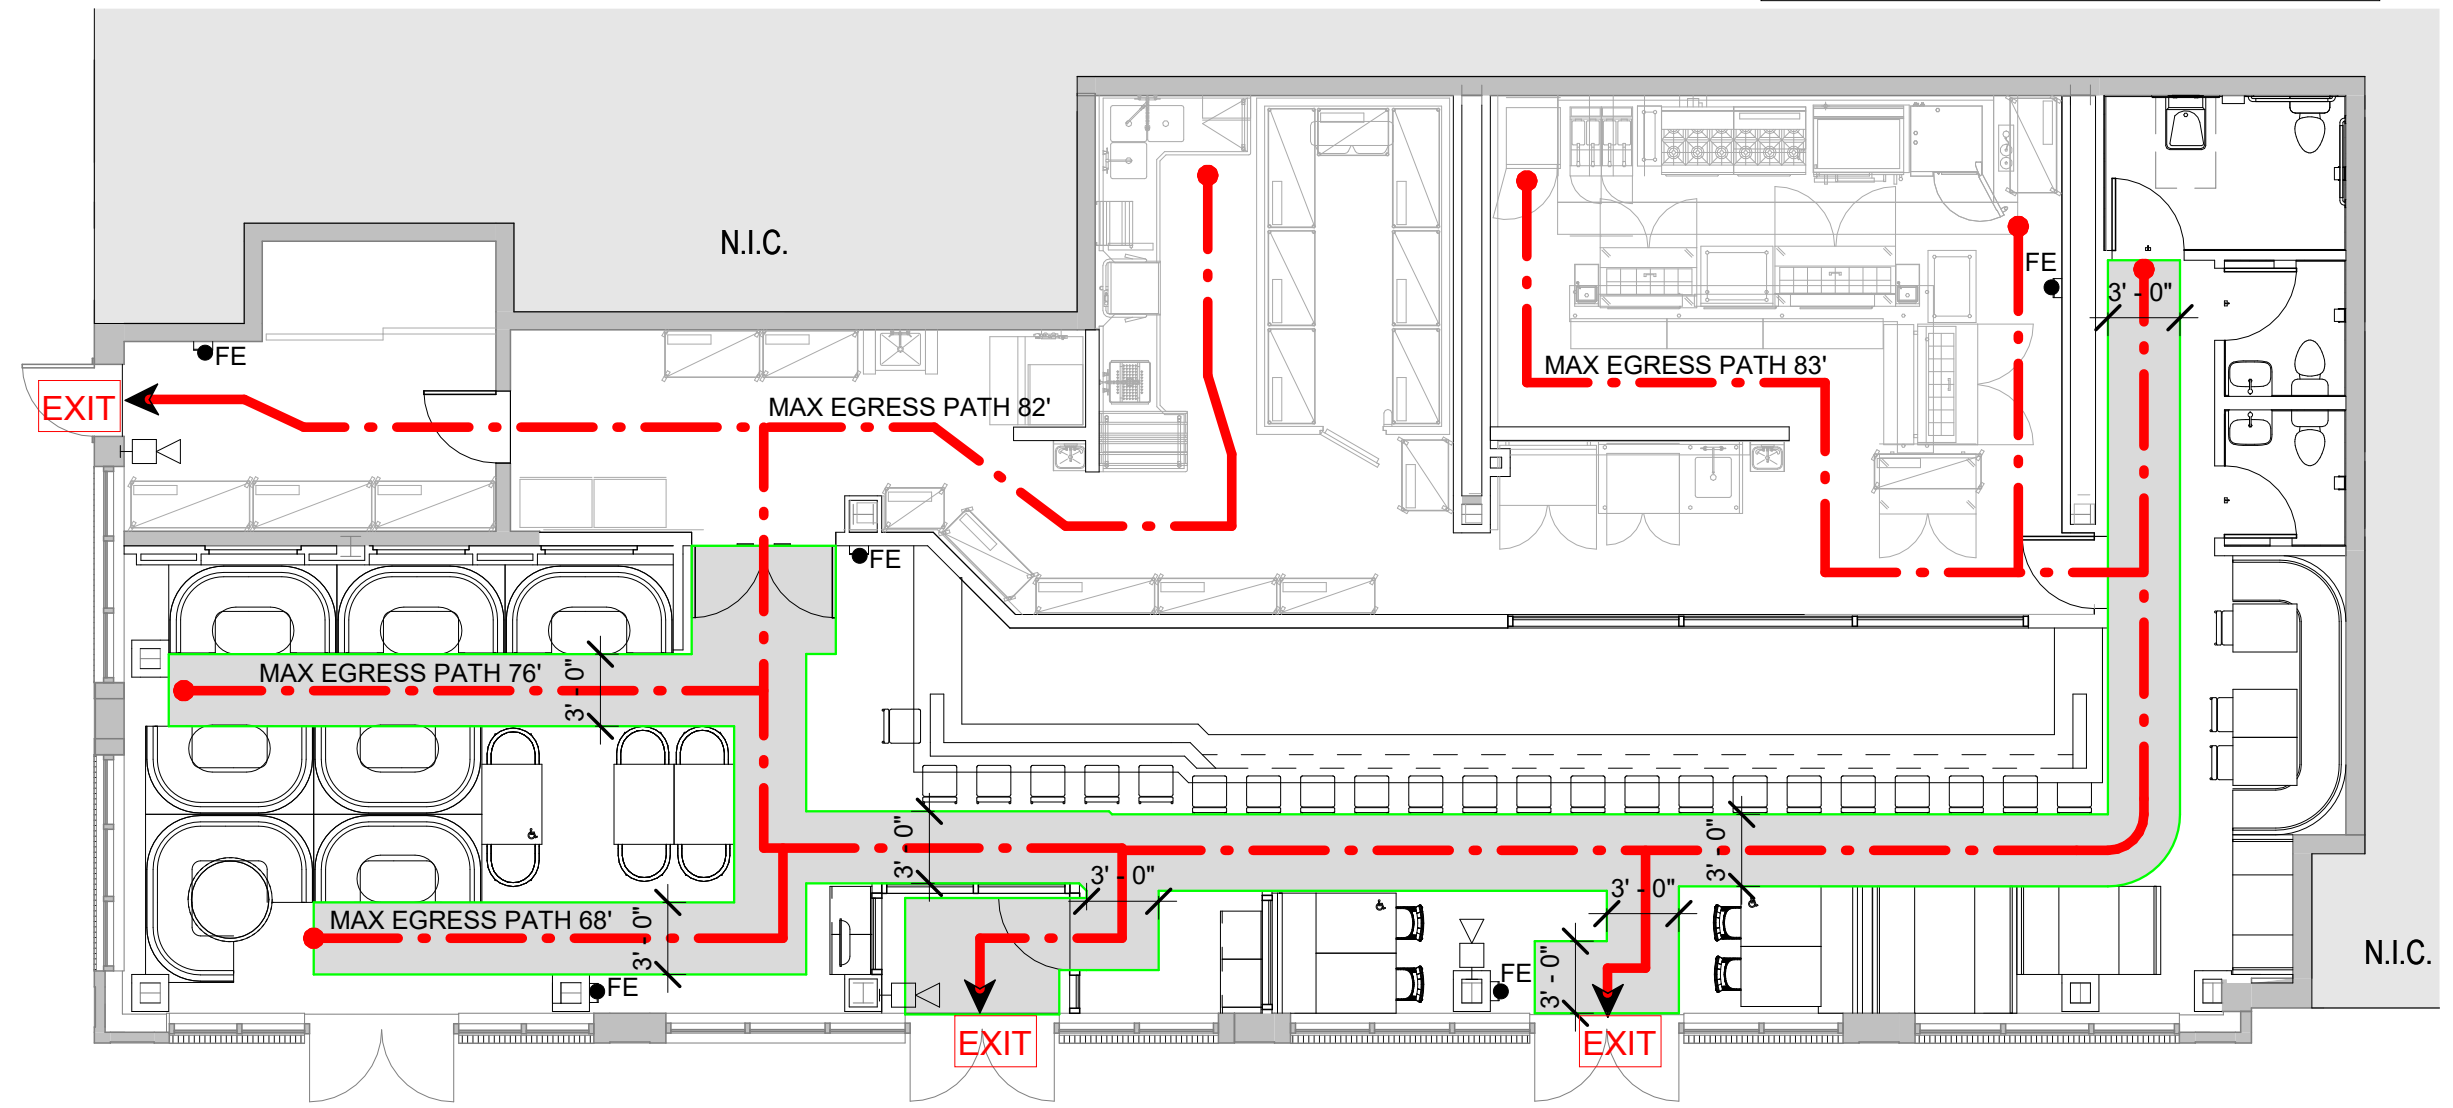 N.I.C.
FE
3' - 0"
FE
MAX EGRESS PATH 83'
EXIT
MAX EGRESS PATH 82'
FE
MAX EGRESS PATH 76'
3' - 0"
3' - 0"
3' - 0"
3' - 0"
3' - 0"
MAX EGRESS PATH 68'
3' - 0"
N.I.C.
FE
FE
3' - 0"
EXIT
EXIT